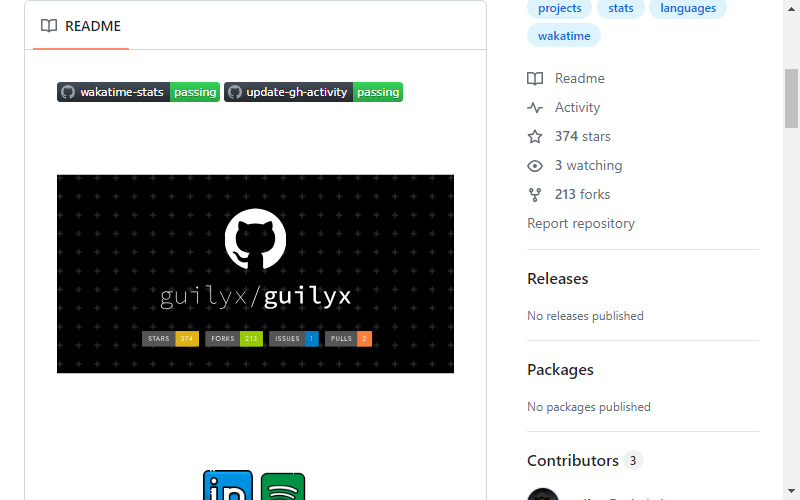 README
wakatime-stats passing update-gh-activity passing
guilyx/guilyx
STARS 374 FORKS 213 ISSUES 1 PULLS 2
in
projects stats languages
wakatime
Readme
Activity
374 stars
3 watching
213 forks
Report repository
Releases
No releases published
Packages
No packages published
Contributors 3